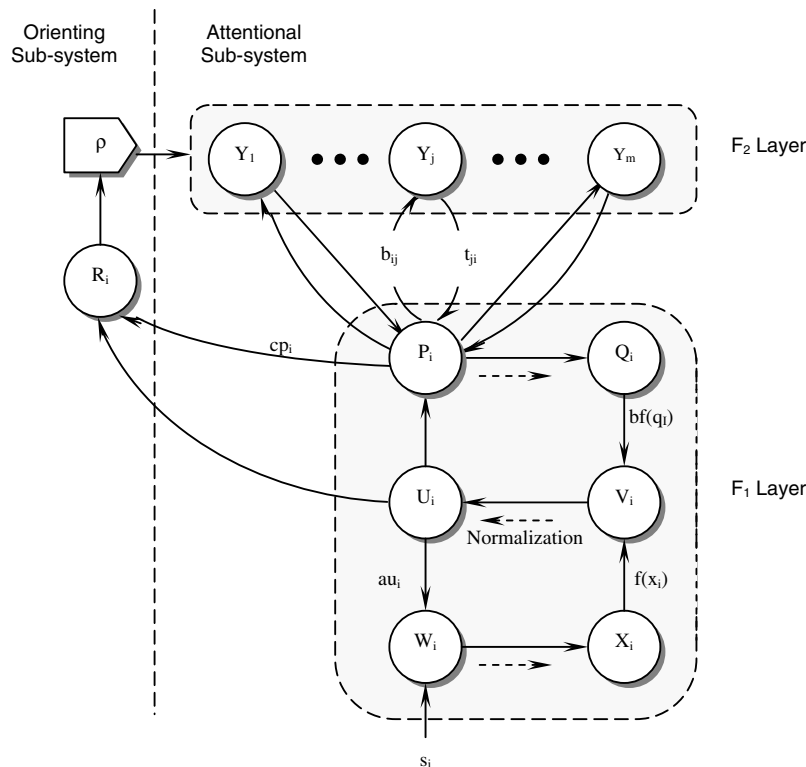 Orienting
Sub-system
Attentional
Sub-system
ρ
Y₁
Yⱼ
Yₘ
F₂ Layer
bᵢⱼ
tⱼᵢ
Rᵢ
cpᵢ
Pᵢ
Qᵢ
bf(q_I)
Uᵢ
Vᵢ
F₁ Layer
Normalization
auᵢ
f(xᵢ)
Wᵢ
Xᵢ
sᵢ